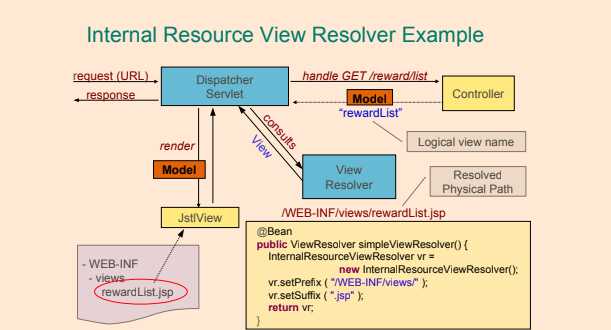 Internal Resource View Resolver Example
request (URL)
response
Dispatcher
Servlet
handle GET /reward/list
Model
"rewardList"
Controller
Logical view name
consults
View
render
Model
View
Resolver
Resolved
Physical Path
/WEB-INF/views/rewardList.jsp
JstlView
- WEB-INF
- views
rewardList.jsp
@Bean
public ViewResolver simpleViewResolver() {
InternalResourceViewResolver vr =
new InternalResourceViewResolver();
vr.setPrefix ( "/WEB-INF/views/" );
vr.setSuffix ( ".jsp" );
return vr;
}